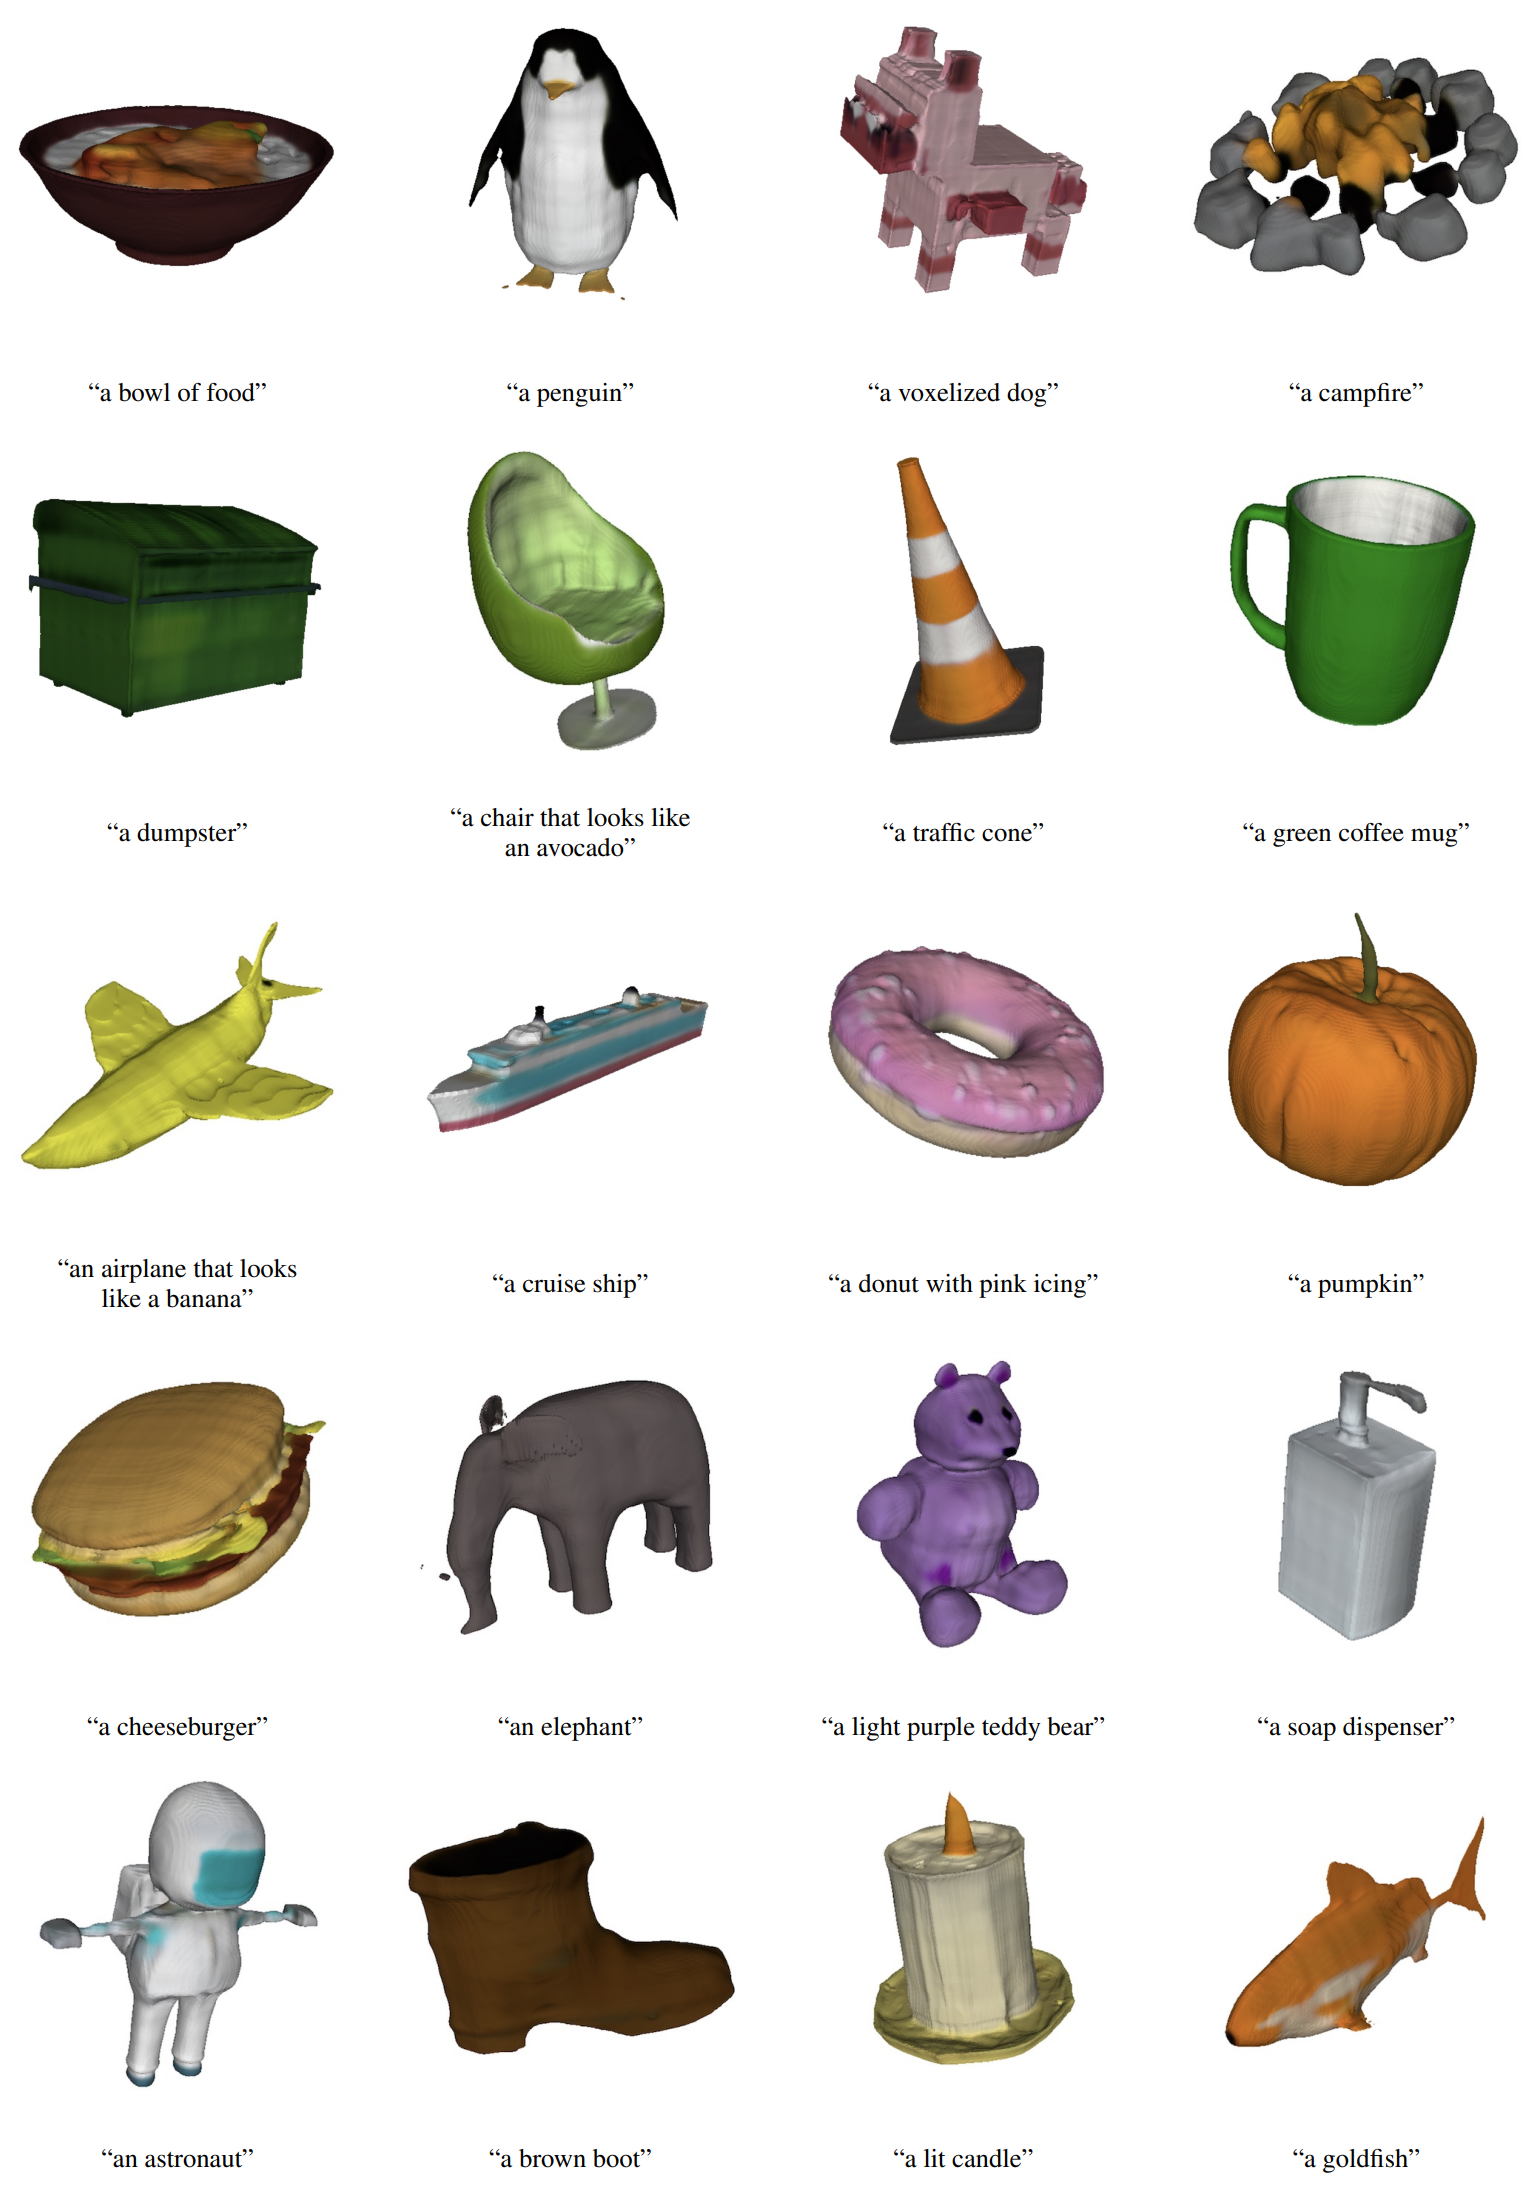 “a bowl of food”
“a penguin”
“a voxelized dog”
“a campfire”
“a dumpster”
“a chair that looks like
an avocado”
“a traffic cone”
“a green coffee mug”
“an airplane that looks
like a banana”
“a cruise ship”
“a donut with pink icing”
“a pumpkin”
“a cheeseburger”
“an elephant”
“a light purple teddy bear”
“a soap dispenser”
“an astronaut”
“a brown boot”
“a lit candle”
“a goldfish”